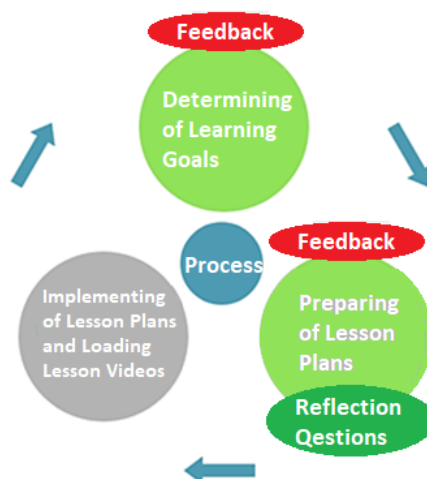 Feedback
Determining
of Learning
Goals
Feedback
Process
Preparing
of Lesson
Plans
Implementing
of Lesson Plans
and Loading
Lesson Videos
Reflection
Qestions